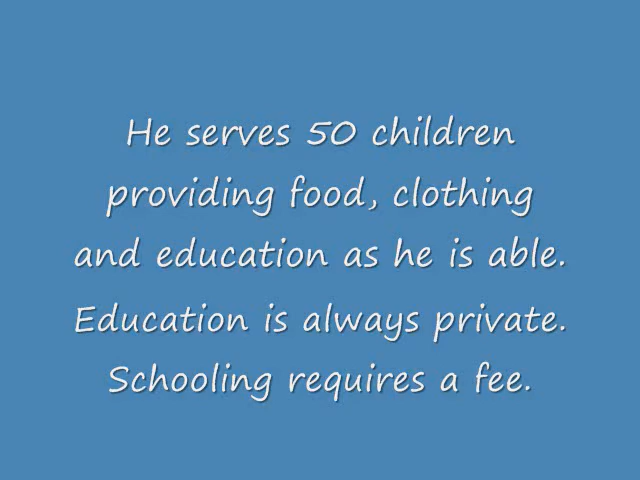 He serves 50 children
providing food, clothing
and education as he is able.
Education is always private.
Schooling requires a fee.